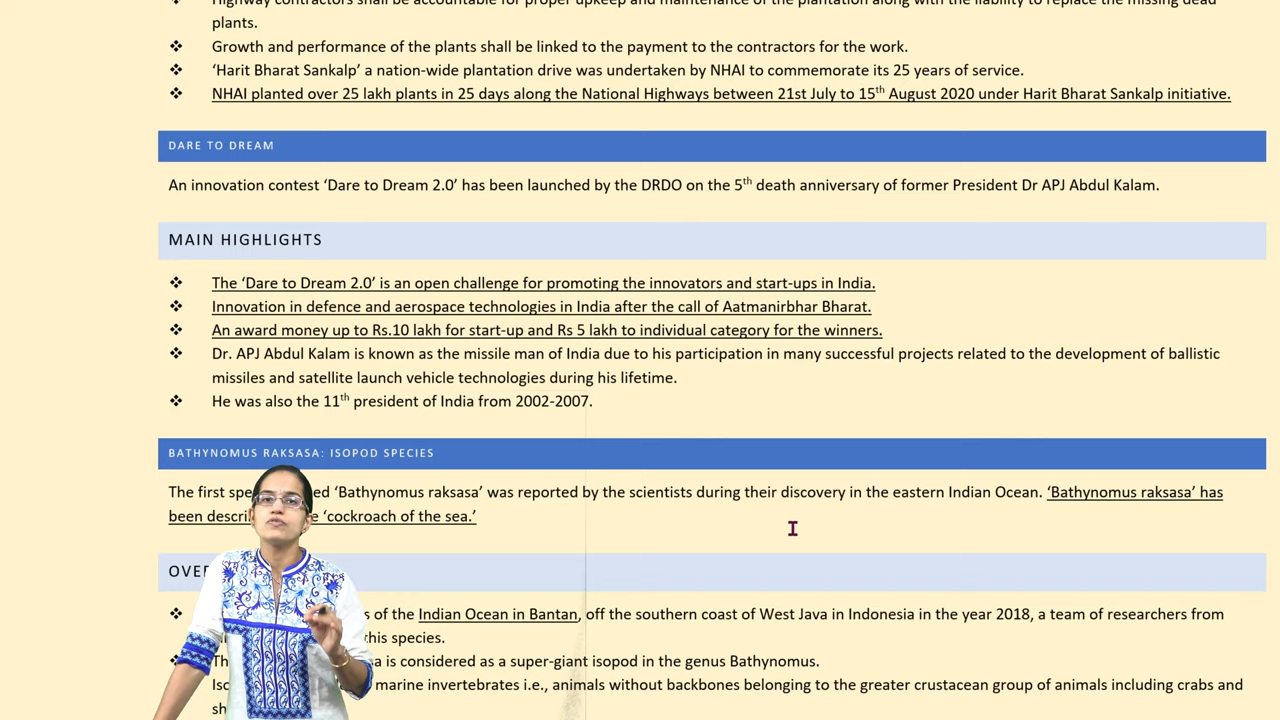 Highway contractors shall be accountable for proper upkeep and maintenance of the plantation along with the liability to replace the missing dead
plants.
❖ Growth and performance of the plants shall be linked to the payment to the contractors for the work.
❖ ‘Harit Bharat Sankalp’ a nation-wide plantation drive was undertaken by NHAI to commemorate its 25 years of service.
❖ NHAI planted over 25 lakh plants in 25 days along the National Highways between 21st July to 15th August 2020 under Harit Bharat Sankalp initiative.
DARE TO DREAM
An innovation contest ‘Dare to Dream 2.0’ has been launched by the DRDO on the 5th death anniversary of former President Dr APJ Abdul Kalam.
MAIN HIGHLIGHTS
❖ The ‘Dare to Dream 2.0’ is an open challenge for promoting the innovators and start-ups in India.
❖ Innovation in defence and aerospace technologies in India after the call of Aatmanirbhar Bharat.
❖ An award money up to Rs.10 lakh for start-up and Rs 5 lakh to individual category for the winners.
❖ Dr. APJ Abdul Kalam is known as the missile man of India due to his participation in many successful projects related to the development of ballistic
missiles and satellite launch vehicle technologies during his lifetime.
❖ He was also the 11th president of India from 2002-2007.
BATHYNOMUS RAKSASA: ISOPOD SPECIES
The first ‘Bathynomus raksasa’ was reported by the scientists during their discovery in the eastern Indian Ocean. ‘Bathynomus raksasa’ has
been ‘cockroach of the sea.’
❖ of the Indian Ocean in Bantan, off the southern coast of West Java in Indonesia in the year 2018, a team of researchers from
this species.
❖ is considered as a super-giant isopod in the genus Bathynomus.
marine invertebrates i.e., animals without backbones belonging to the greater crustacean group of animals including crabs and